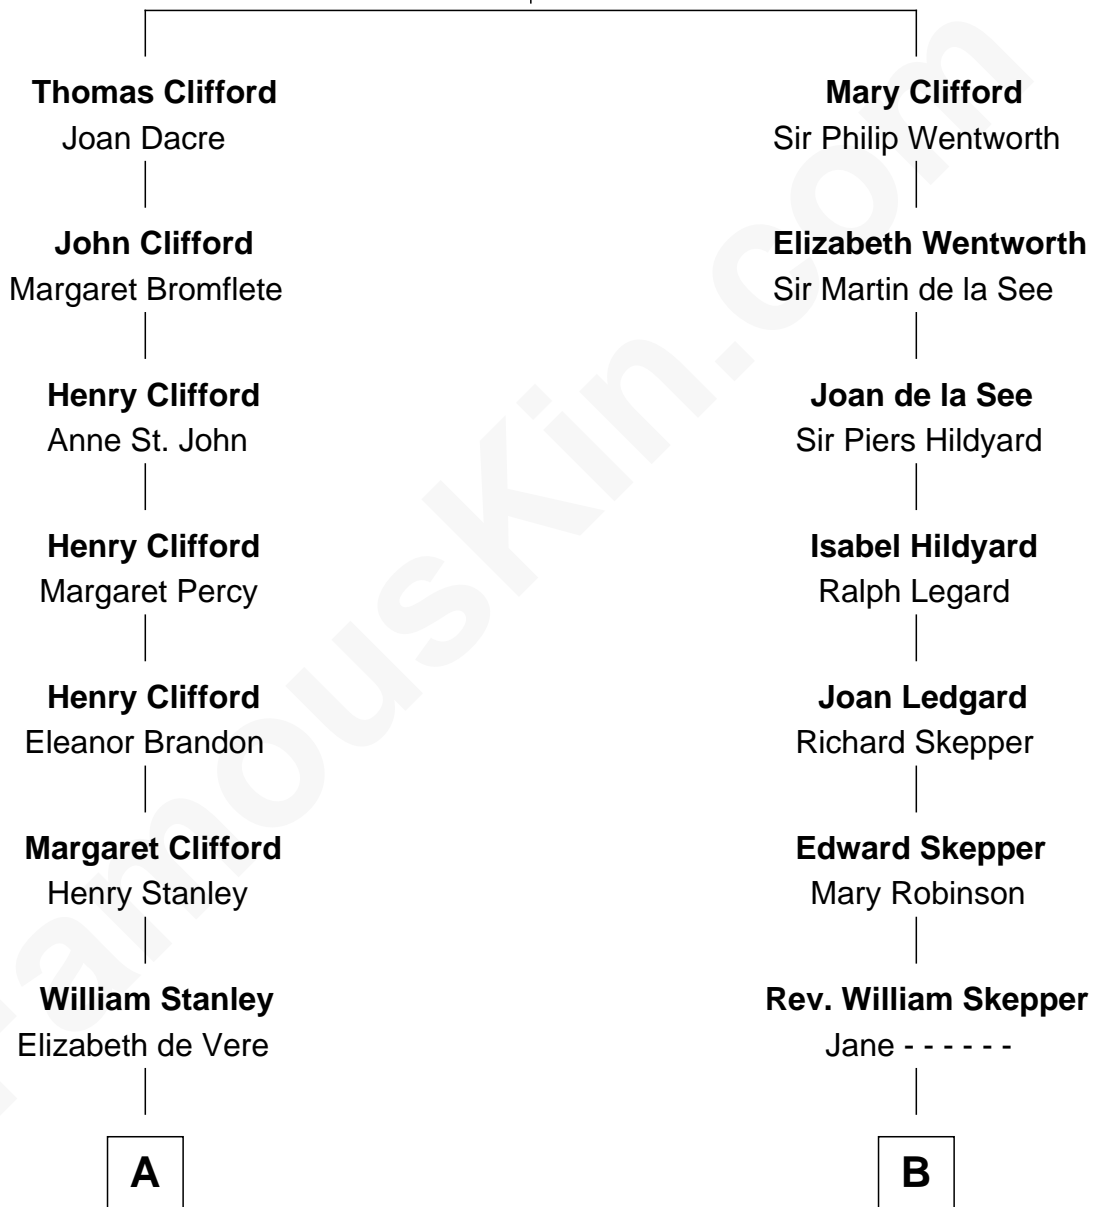 Thomas Clifford
Joan Dacre
John Clifford
Margaret Bromflete
Henry Clifford
Anne St. John
Henry Clifford
Margaret Percy
Henry Clifford
Eleanor Brandon
Margaret Clifford
Henry Stanley
William Stanley
Elizabeth de Vere
A
Mary Clifford
Sir Philip Wentworth
Elizabeth Wentworth
Sir Martin de la See
Joan de la See
Sir Piers Hildyard
Isabel Hildyard
Ralph Legard
Joan Ledgard
Richard Skepper
Edward Skepper
Mary Robinson
Rev. William Skepper
Jane - - - - - -
B
FamousKin.com